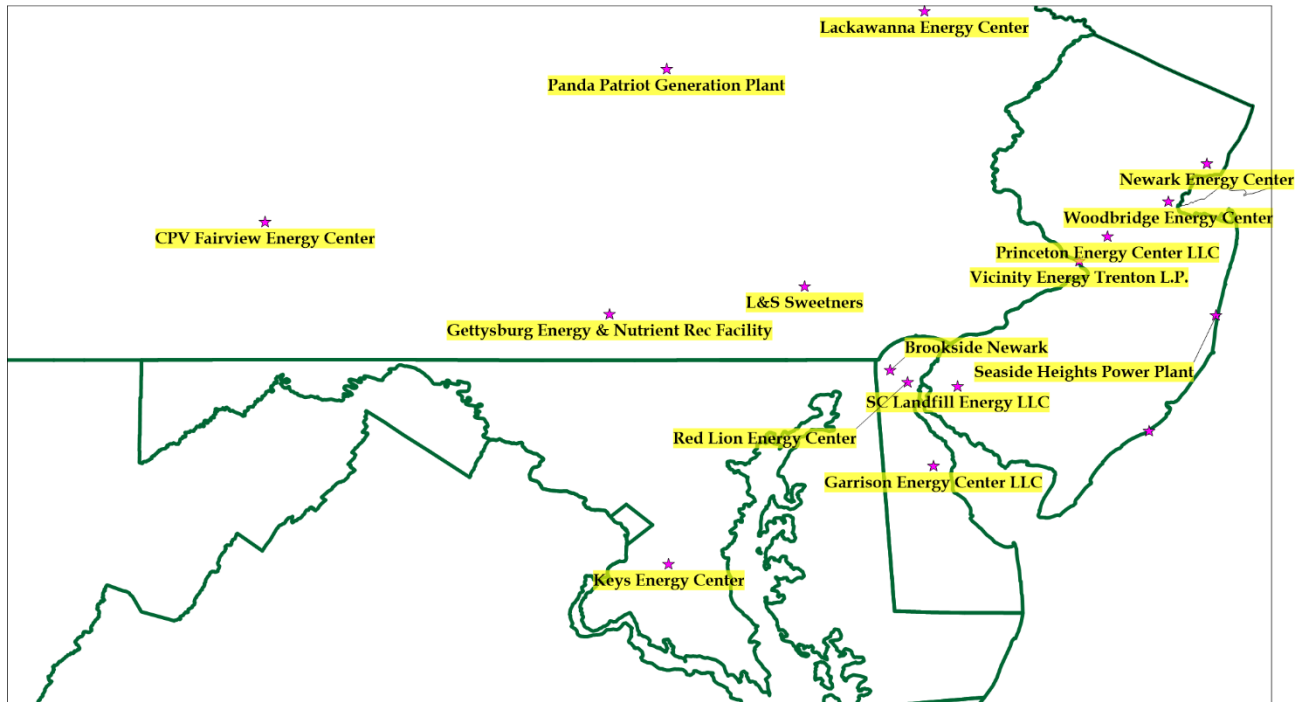 Lackawanna Energy Center
Panda Patriot Generation Plant
Newark Energy Center
CPV Fairview Energy Center
Woodbridge Energy Center
Princeton Energy Center LLC
Vicinity Energy Trenton L.P.
L&S Sweetners
Gettysburg Energy & Nutrient Rec Facility
Brookside Newark
Seaside Heights Power Plant
SC Landfill Energy LLC
Red Lion Energy Center
Garrison Energy Center LLC
Keys Energy Center